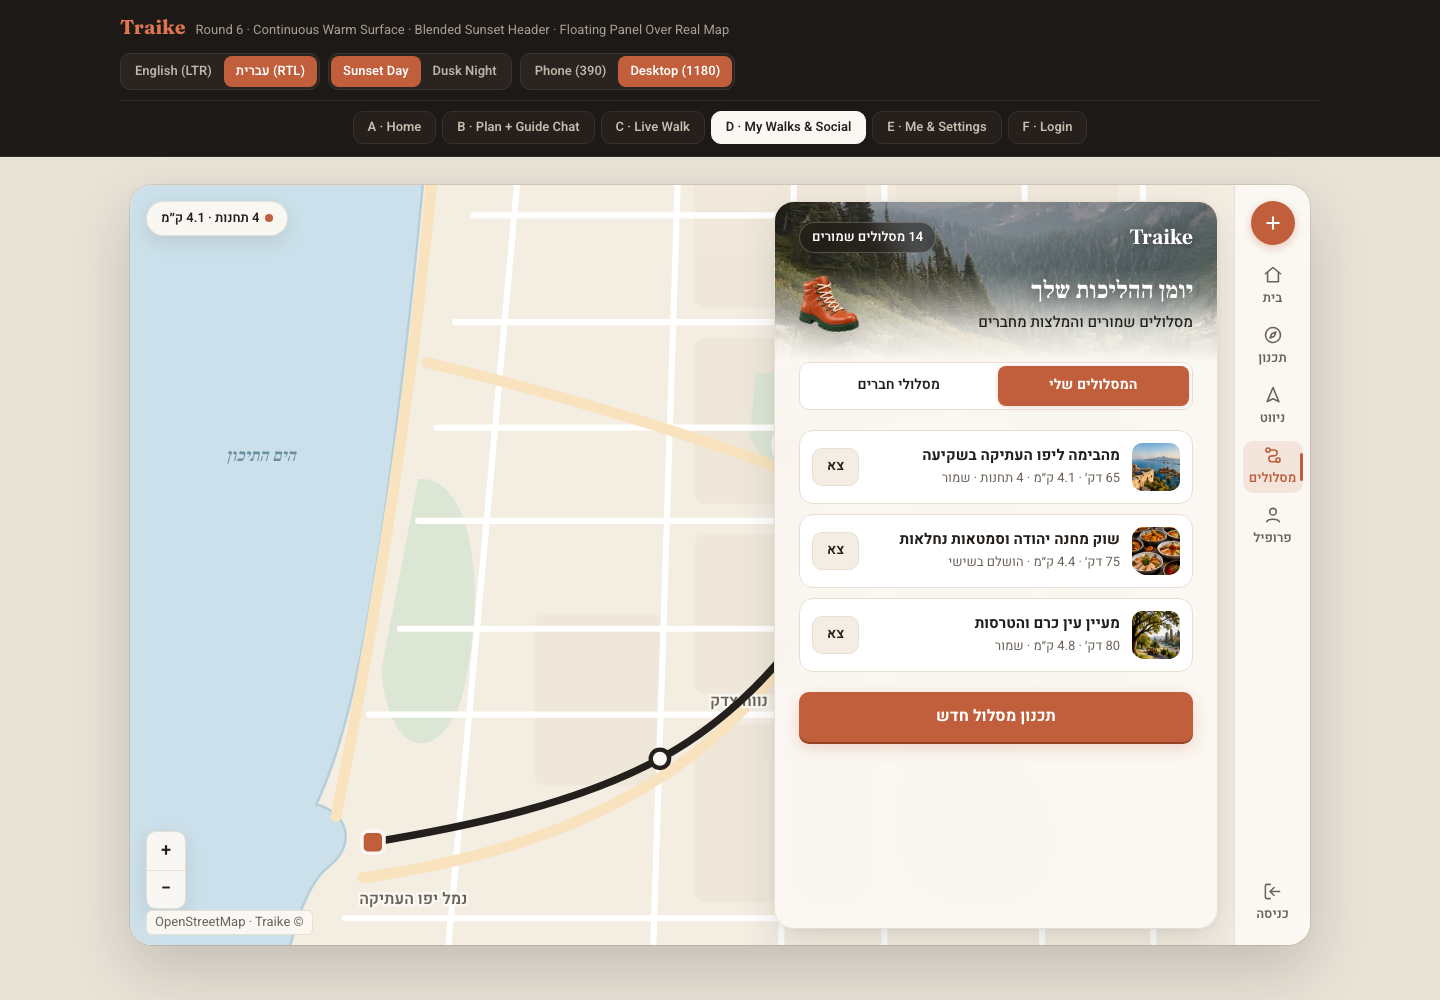 Traike Round 6 · Continuous Warm Surface · Blended Sunset Header · Floating Panel Over Real Map
English (LTR) עברית (RTL) Sunset Day Dusk Night Phone (390) Desktop (1180)
A · Home B · Plan + Guide Chat C · Live Walk D · My Walks & Social E · Me & Settings F · Login
+
בית
תכנון
ניווט
מסלולים
פרופיל
כניסה
Traike
14 מסלולים שמורים
יומן ההליכות שלך
מסלולים שמורים והמלצות מחברים
המסלולים שלי
מסלולי חברים
מהבימה ליפו העתיקה בשקיעה
65 דק׳ · 4.1 ק״מ · 4 תחנות · שמור
צא
שוק מחנה יהודה וסמטאות נחלאות
75 דק׳ · 4.4 ק״מ · הושלם בשישי
צא
מעיין עין כרם והטרסות
80 דק׳ · 4.8 ק״מ · שמור
צא
תכנון מסלול חדש
4 תחנות · 4.1 ק״מ
הים התיכון
נווה צדק
נמל יפו העתיקה
+
−
OpenStreetMap · Traike ©